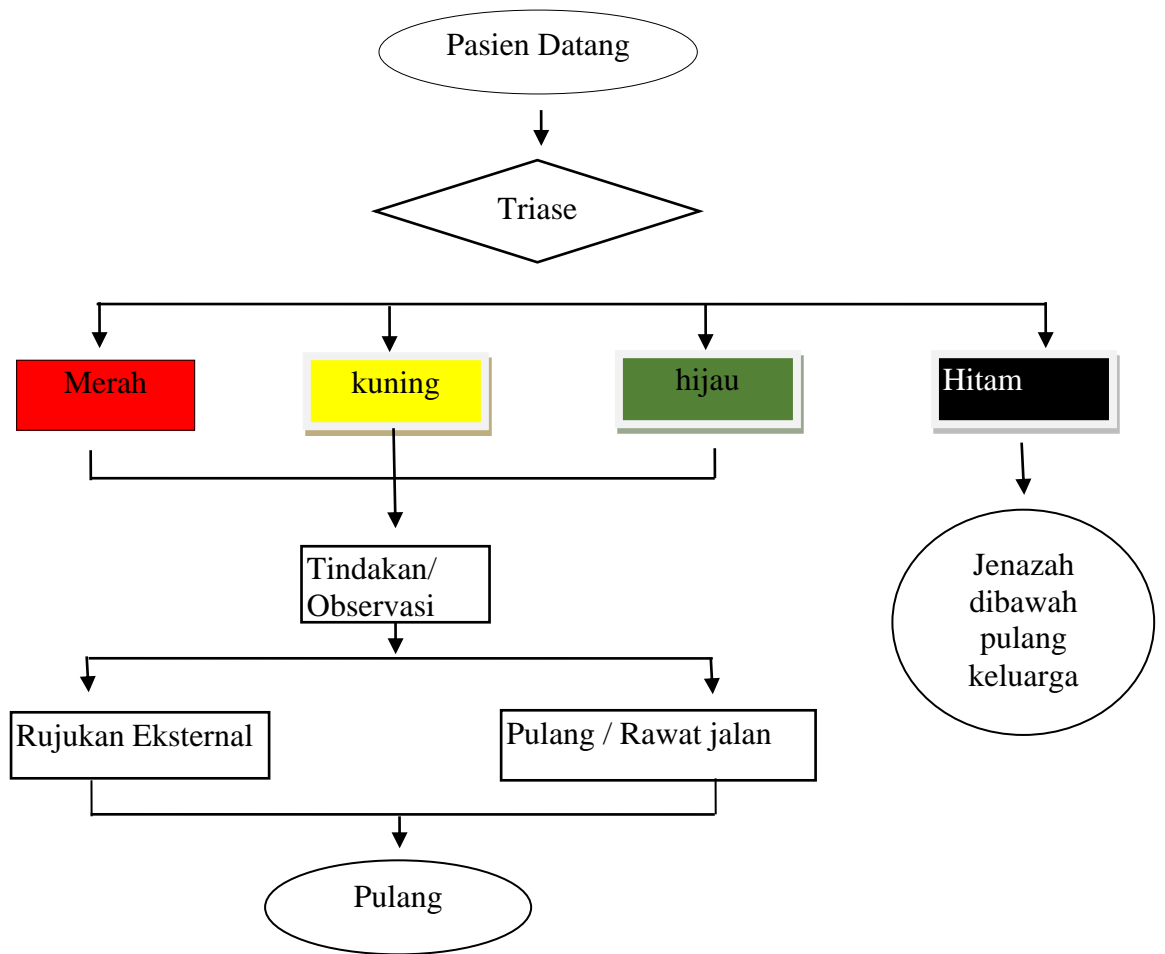 Pasien Datang
Triase
Merah
kuning
hijau
Hitam
Tindakan/
Observasi
Jenazah
dibawah
pulang
keluarga
Rujukan Eksternal
Pulang / Rawat jalan
Pulang